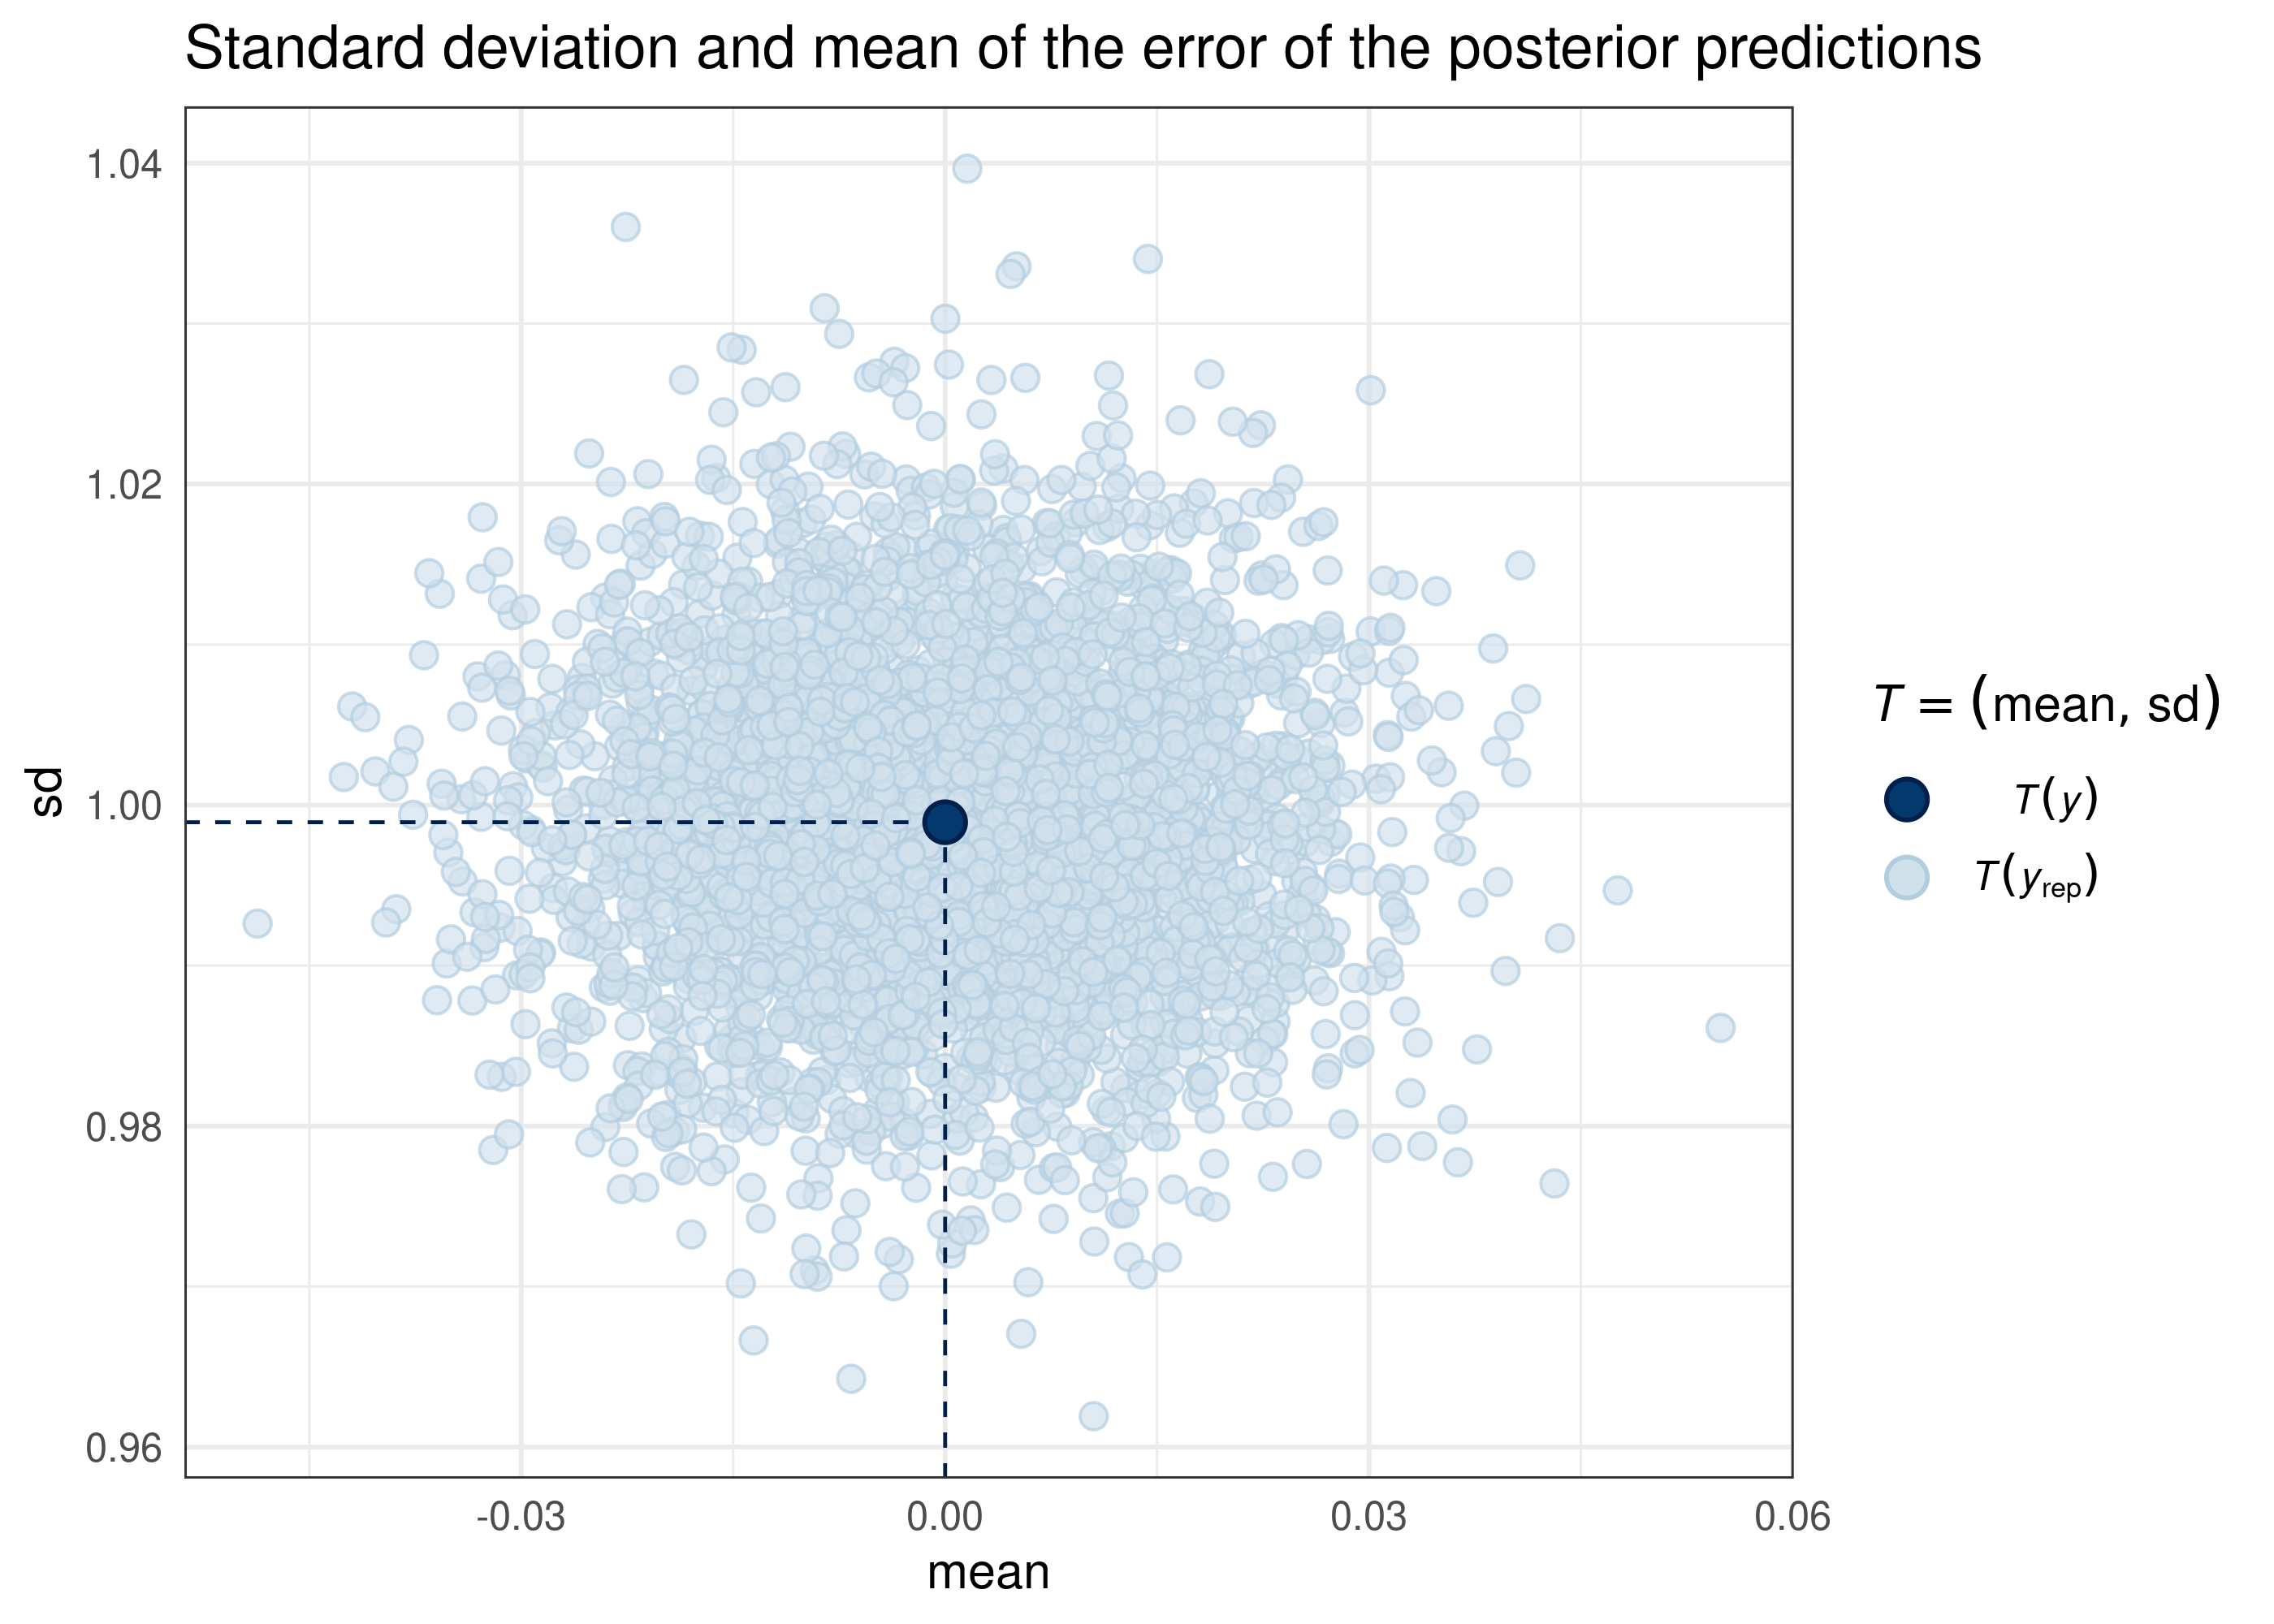 Standard deviation and mean of the error of the posterior predictions
1.04
1.02
1.00
0.98
0.96
sd
-0.03 0.00 0.03 0.06
mean
T = (mean, sd)
T(y)
T(y_rep)